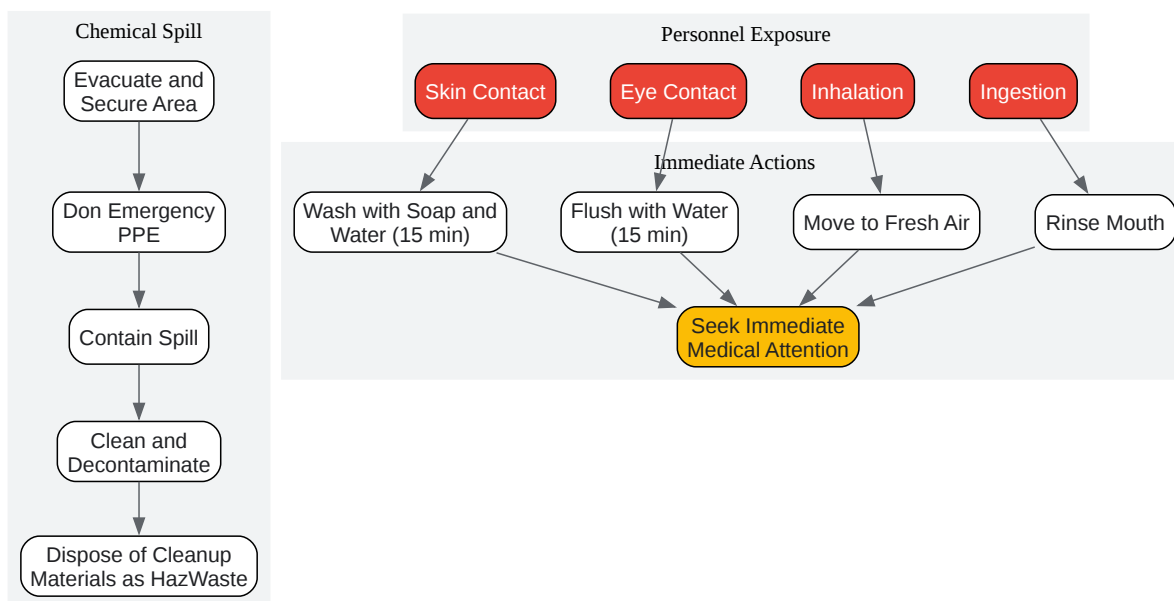 Chemical Spill
Evacuate and
Secure Area
Don Emergency
PPE
Contain Spill
Clean and
Decontaminate
Dispose of Cleanup
Materials as HazWaste
Personnel Exposure
Skin Contact
Eye Contact
Inhalation
Ingestion
Immediate Actions
Wash with Soap and
Water (15 min)
Flush with Water
(15 min)
Move to Fresh Air
Rinse Mouth
Seek Immediate
Medical Attention